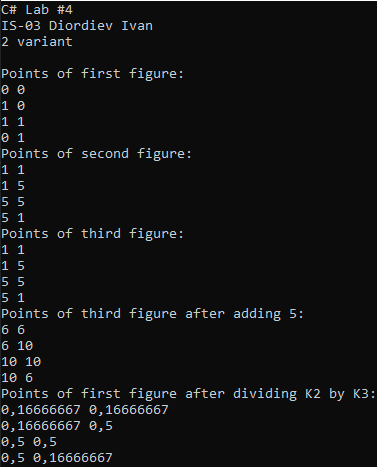 C# Lab #4
IS-03 Diordiev Ivan
2 variant
Points of first figure:
0 0
1 0
1 1
0 1
Points of second figure:
1 1
1 5
5 5
5 1
Points of third figure:
1 1
1 5
5 5
5 1
Points of third figure after adding 5:
6 6
6 10
10 10
10 6
Points of first figure after dividing K2 by K3:
0,16666667 0,16666667
0,16666667 0,5
0,5 0,5
0,5 0,16666667